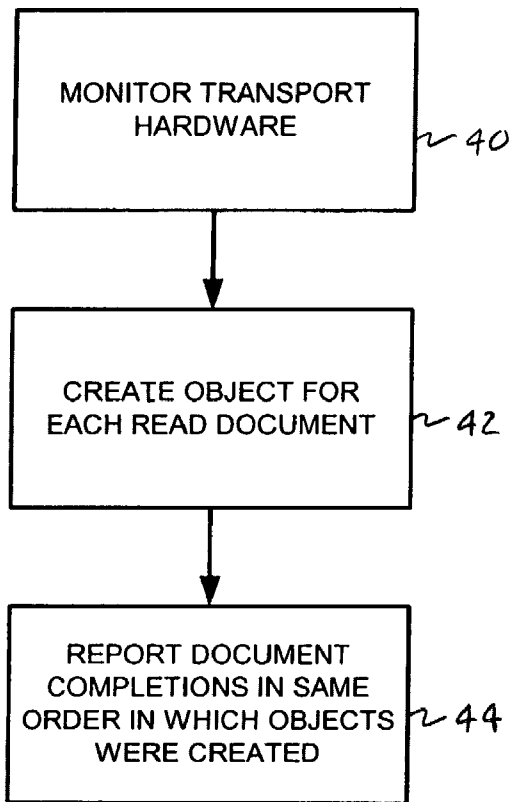 MONITOR TRANSPORT
HARDWARE
40
CREATE OBJECT FOR
EACH READ DOCUMENT
42
REPORT DOCUMENT
COMPLETIONS IN SAME
ORDER IN WHICH OBJECTS
WERE CREATED
44